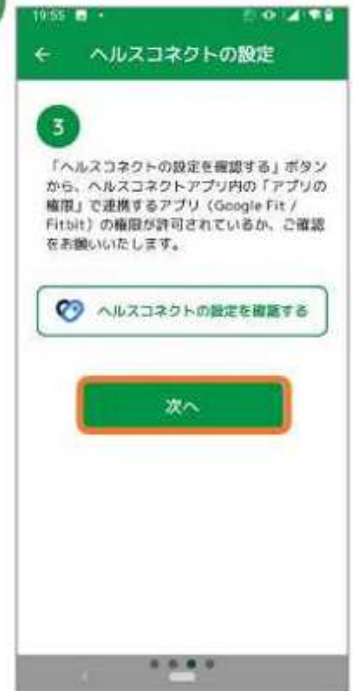 19:55
← ヘルスコネクトの設定
3
「ヘルスコネクトの設定を確認する」ボタン
から、ヘルスコネクトアプリ内の「アプリの
権限」で連携するアプリ（Google Fit /
Fitbit）の権限が許可されているか、ご確認
をお願いいたします。
ヘルスコネクトの設定を確認する
次へ